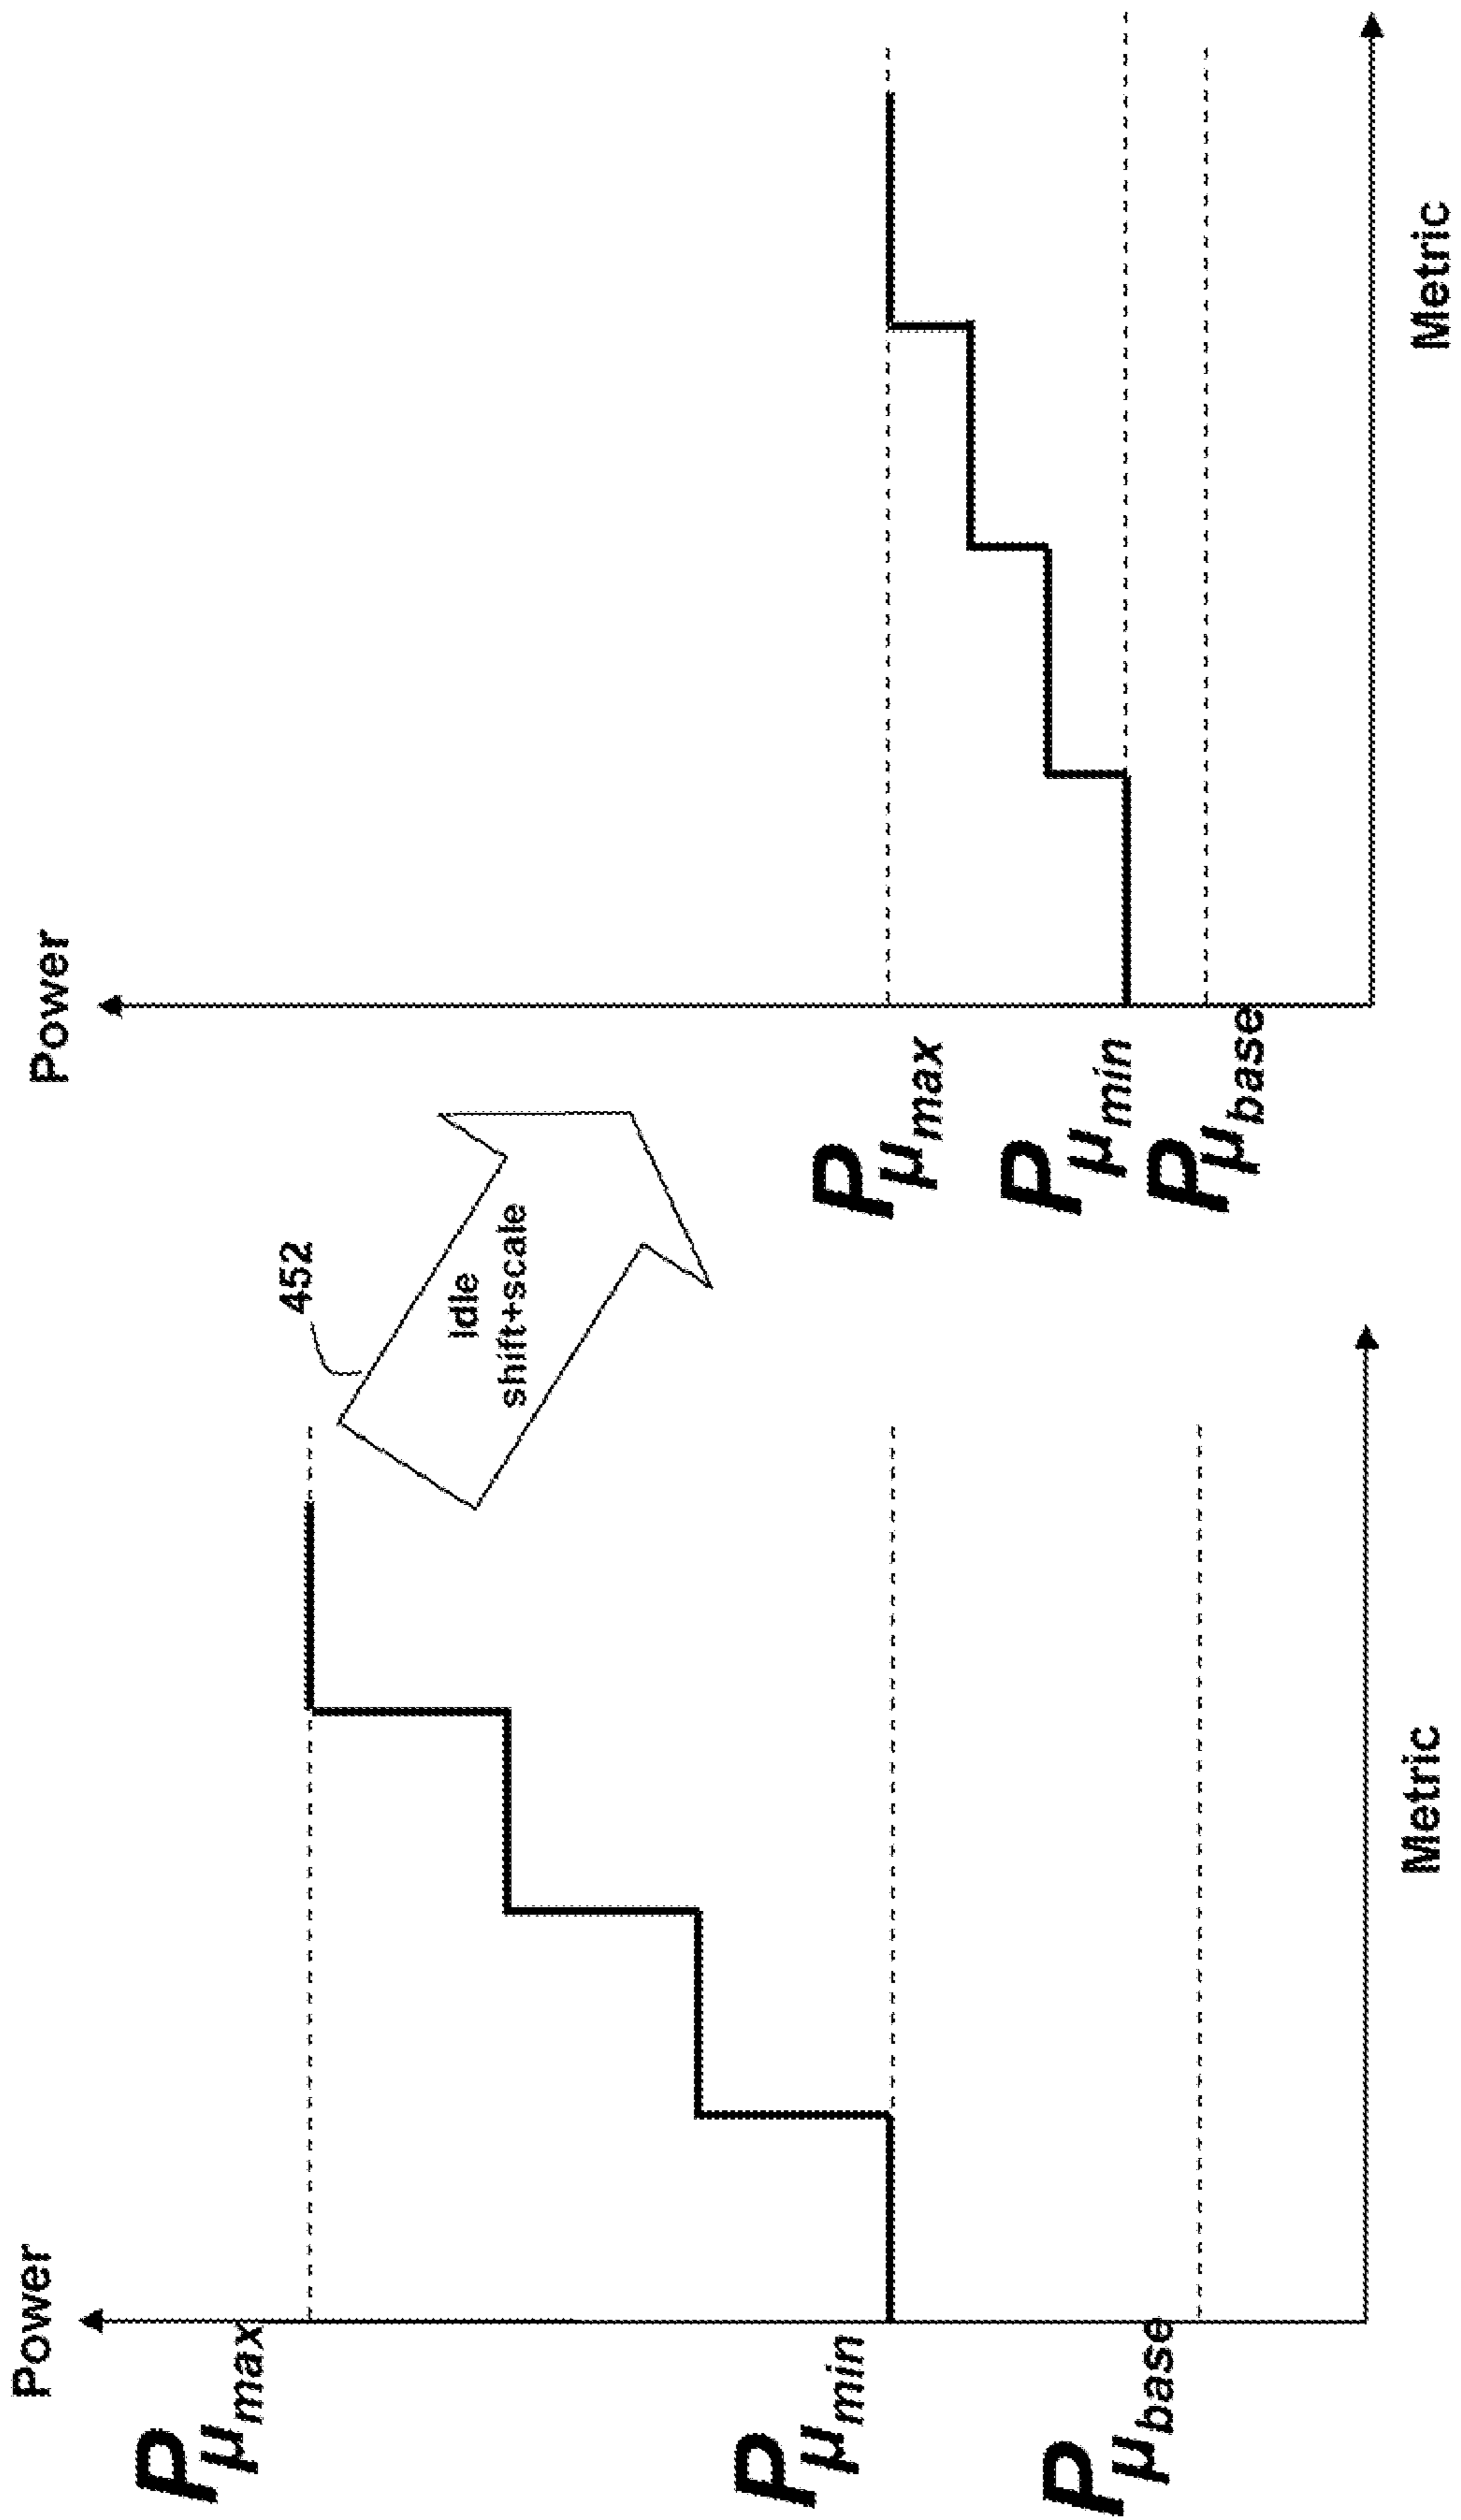 Power
Pμmax
Pμmin
Pμbase
Metric
452
Idle
shift+scale
Power
Pμmax
Pμmin
Pμbase
Metric